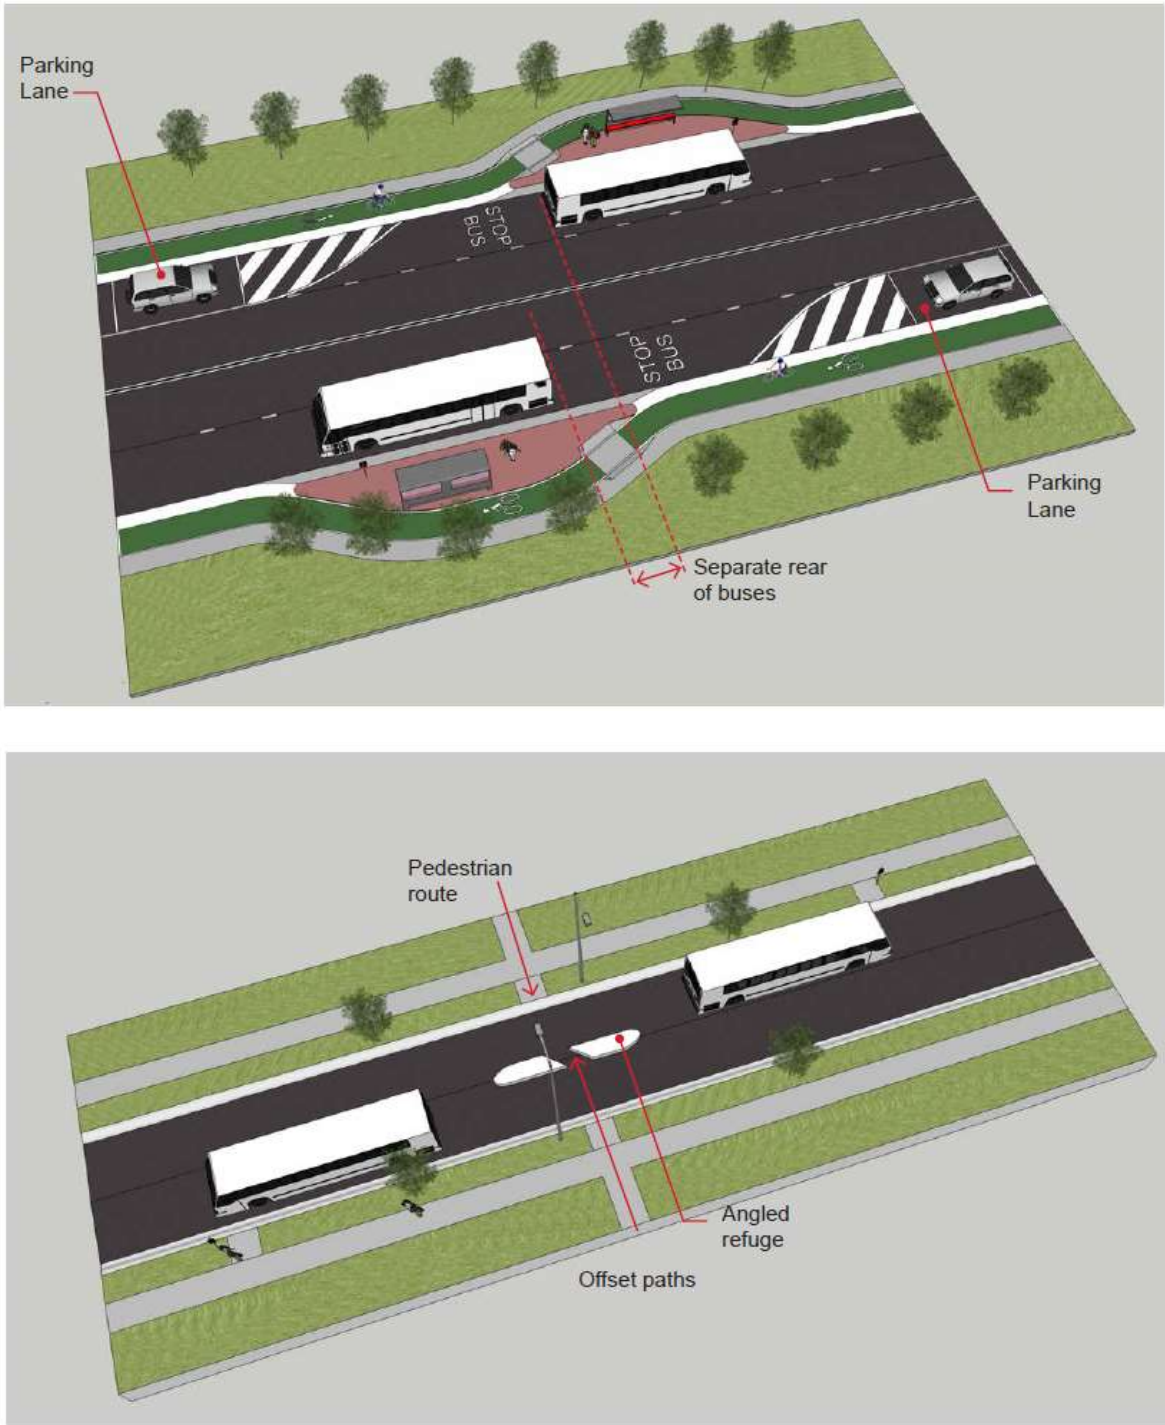 Parking
Lane
STOP
BUS
BUS
STOP
Parking
Lane
Separate rear
of buses
Pedestrian
route
Angled
refuge
Offset paths